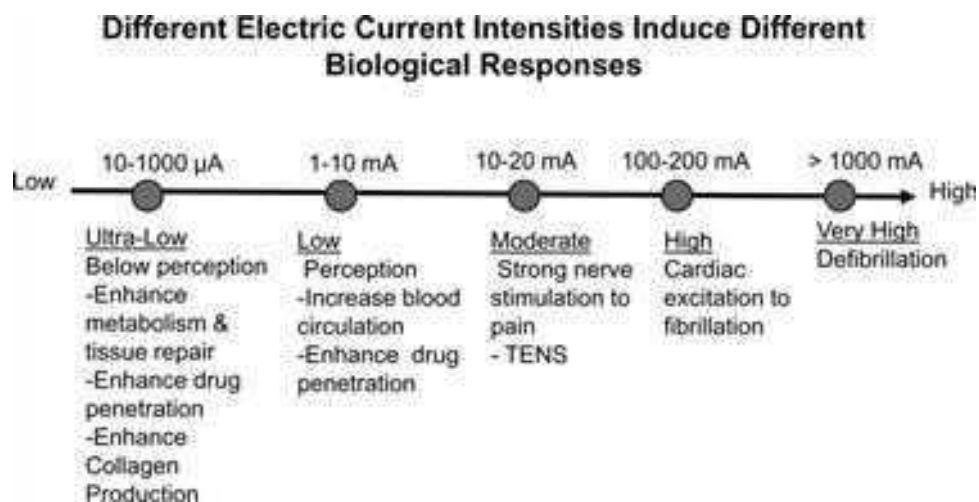 Different Electric Current Intensities Induce Different
Biological Responses
10-1000 µA
1-10 mA
10-20 mA
100-200 mA
> 1000 mA
Low
High
Ultra-Low
Below perception
-Enhance
metabolism &
tissue repair
-Enhance drug
penetration
-Enhance
Collagen
Production
Low
Perception
-Increase blood
circulation
-Enhance drug
penetration
Moderate
Strong nerve
stimulation to
pain
- TENS
High
Cardiac
excitation to
fibrillation
Very High
Defibrillation